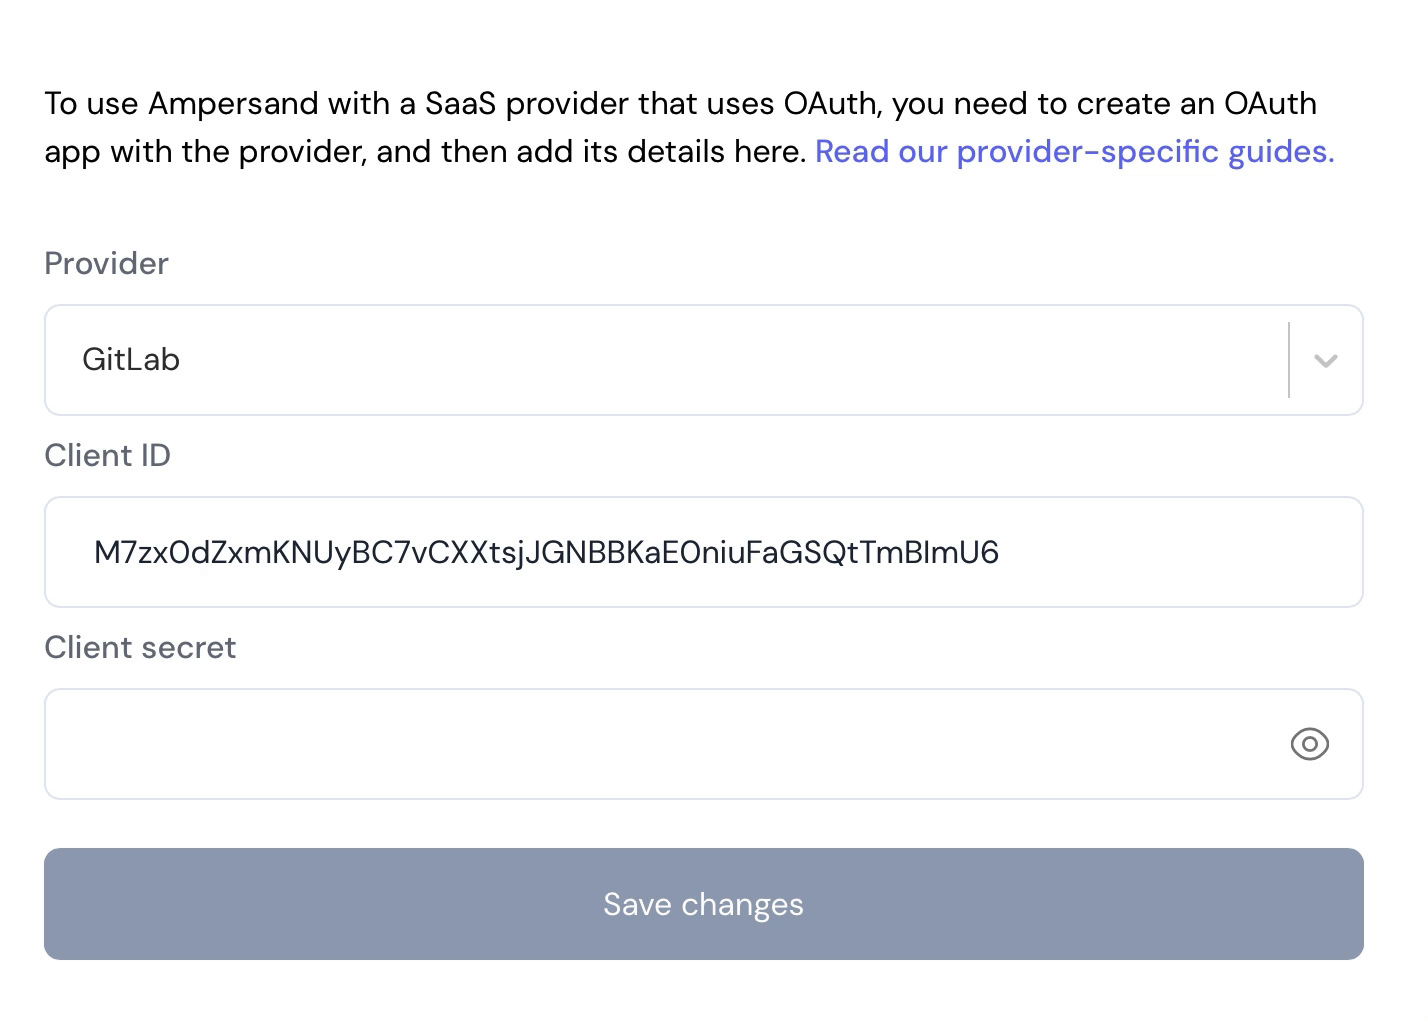 To use Ampersand with a SaaS provider that uses OAuth, you need to create an OAuth
app with the provider, and then add its details here. Read our provider-specific guides.
Provider
GitLab
Client ID
M7zx0dZxmKNUyBC7vCXXtsjJGNBBKaE0niuFaGSQtTmBImU6
Client secret
Save changes